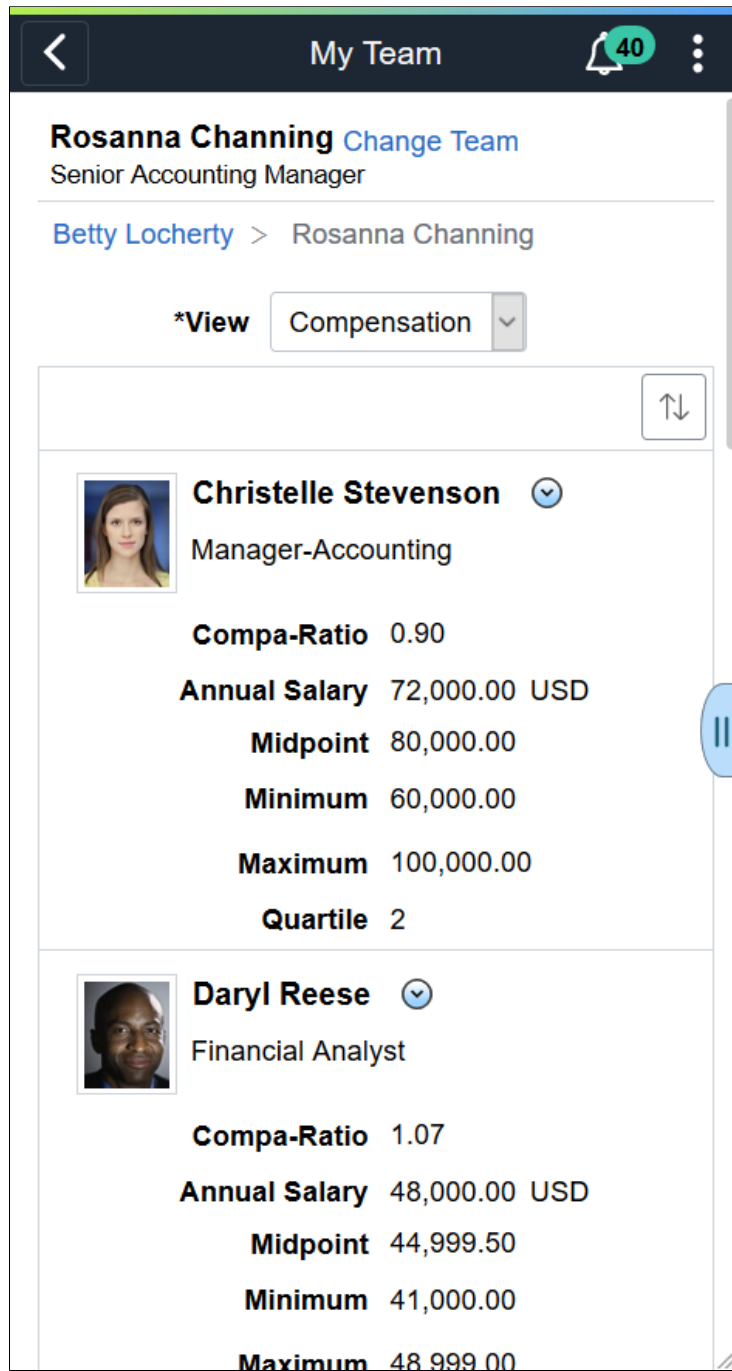 My Team
40
Rosanna Channing Change Team
Senior Accounting Manager
Betty Locherty > Rosanna Channing
*View Compensation
Christelle Stevenson
Manager-Accounting
Compa-Ratio 0.90
Annual Salary 72,000.00 USD
Midpoint 80,000.00
Minimum 60,000.00
Maximum 100,000.00
Quartile 2
Daryl Reese
Financial Analyst
Compa-Ratio 1.07
Annual Salary 48,000.00 USD
Midpoint 44,999.50
Minimum 41,000.00
Maximum 48,999.00